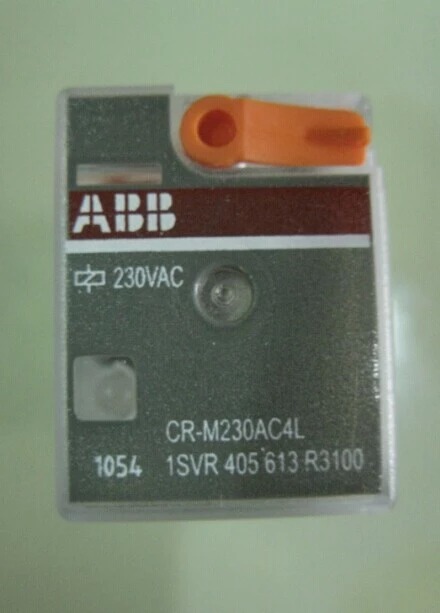 ABB
230VAC
CR-M230AC4L
1054 1SVR 405 613 R3100